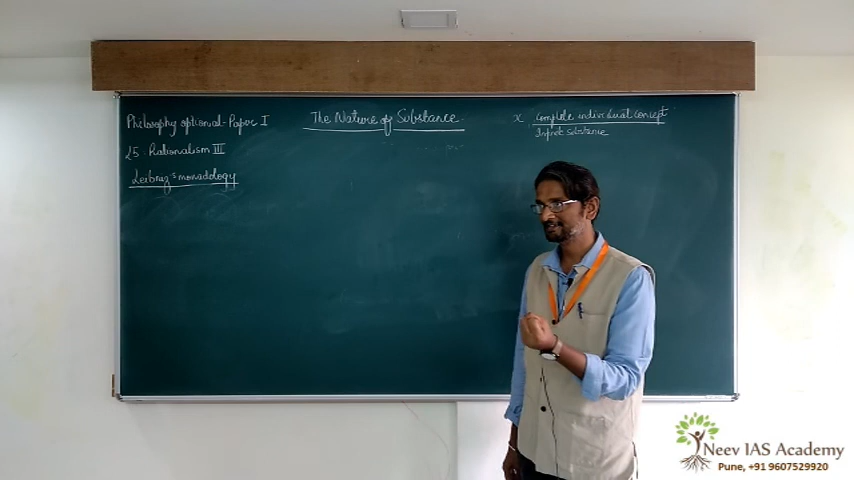 Philosophy optional - Paper I
L5. Rationalism III
Leibniz's monadology
The Nature of Substance.
x Complete individual concept
Infinite substance
Neev IAS Academy
Pune, +91 9607529920